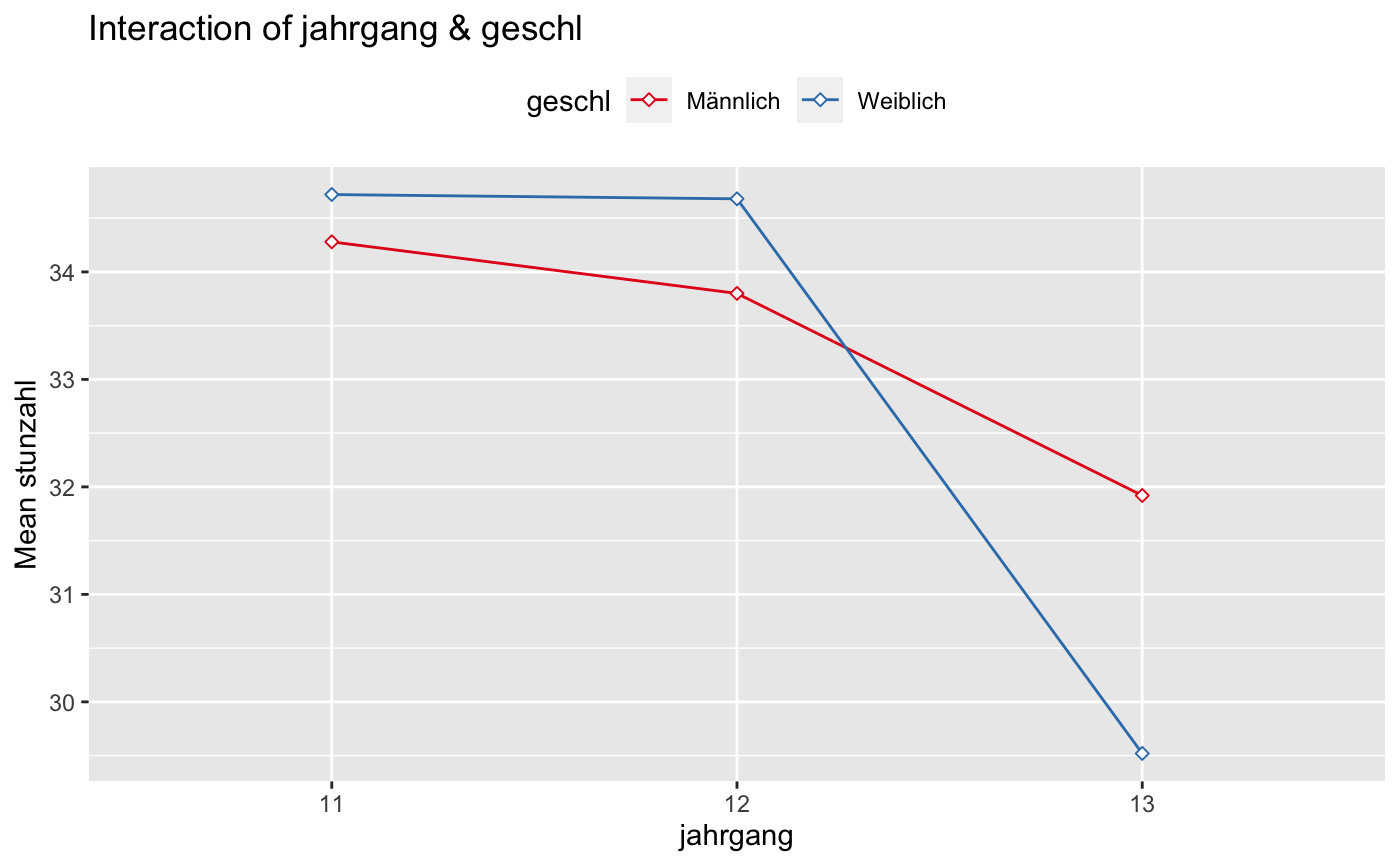 Interaction of jahrgang & geschl
geschl Männlich Weiblich
34
33
32
31
30
Mean stunzahl
11 12 13
jahrgang